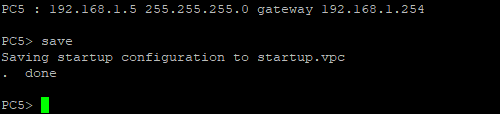 PC5 : 192.168.1.5 255.255.255.0 gateway 192.168.1.254
PC5> save
Saving startup configuration to startup.vpc
.  done
PC5>